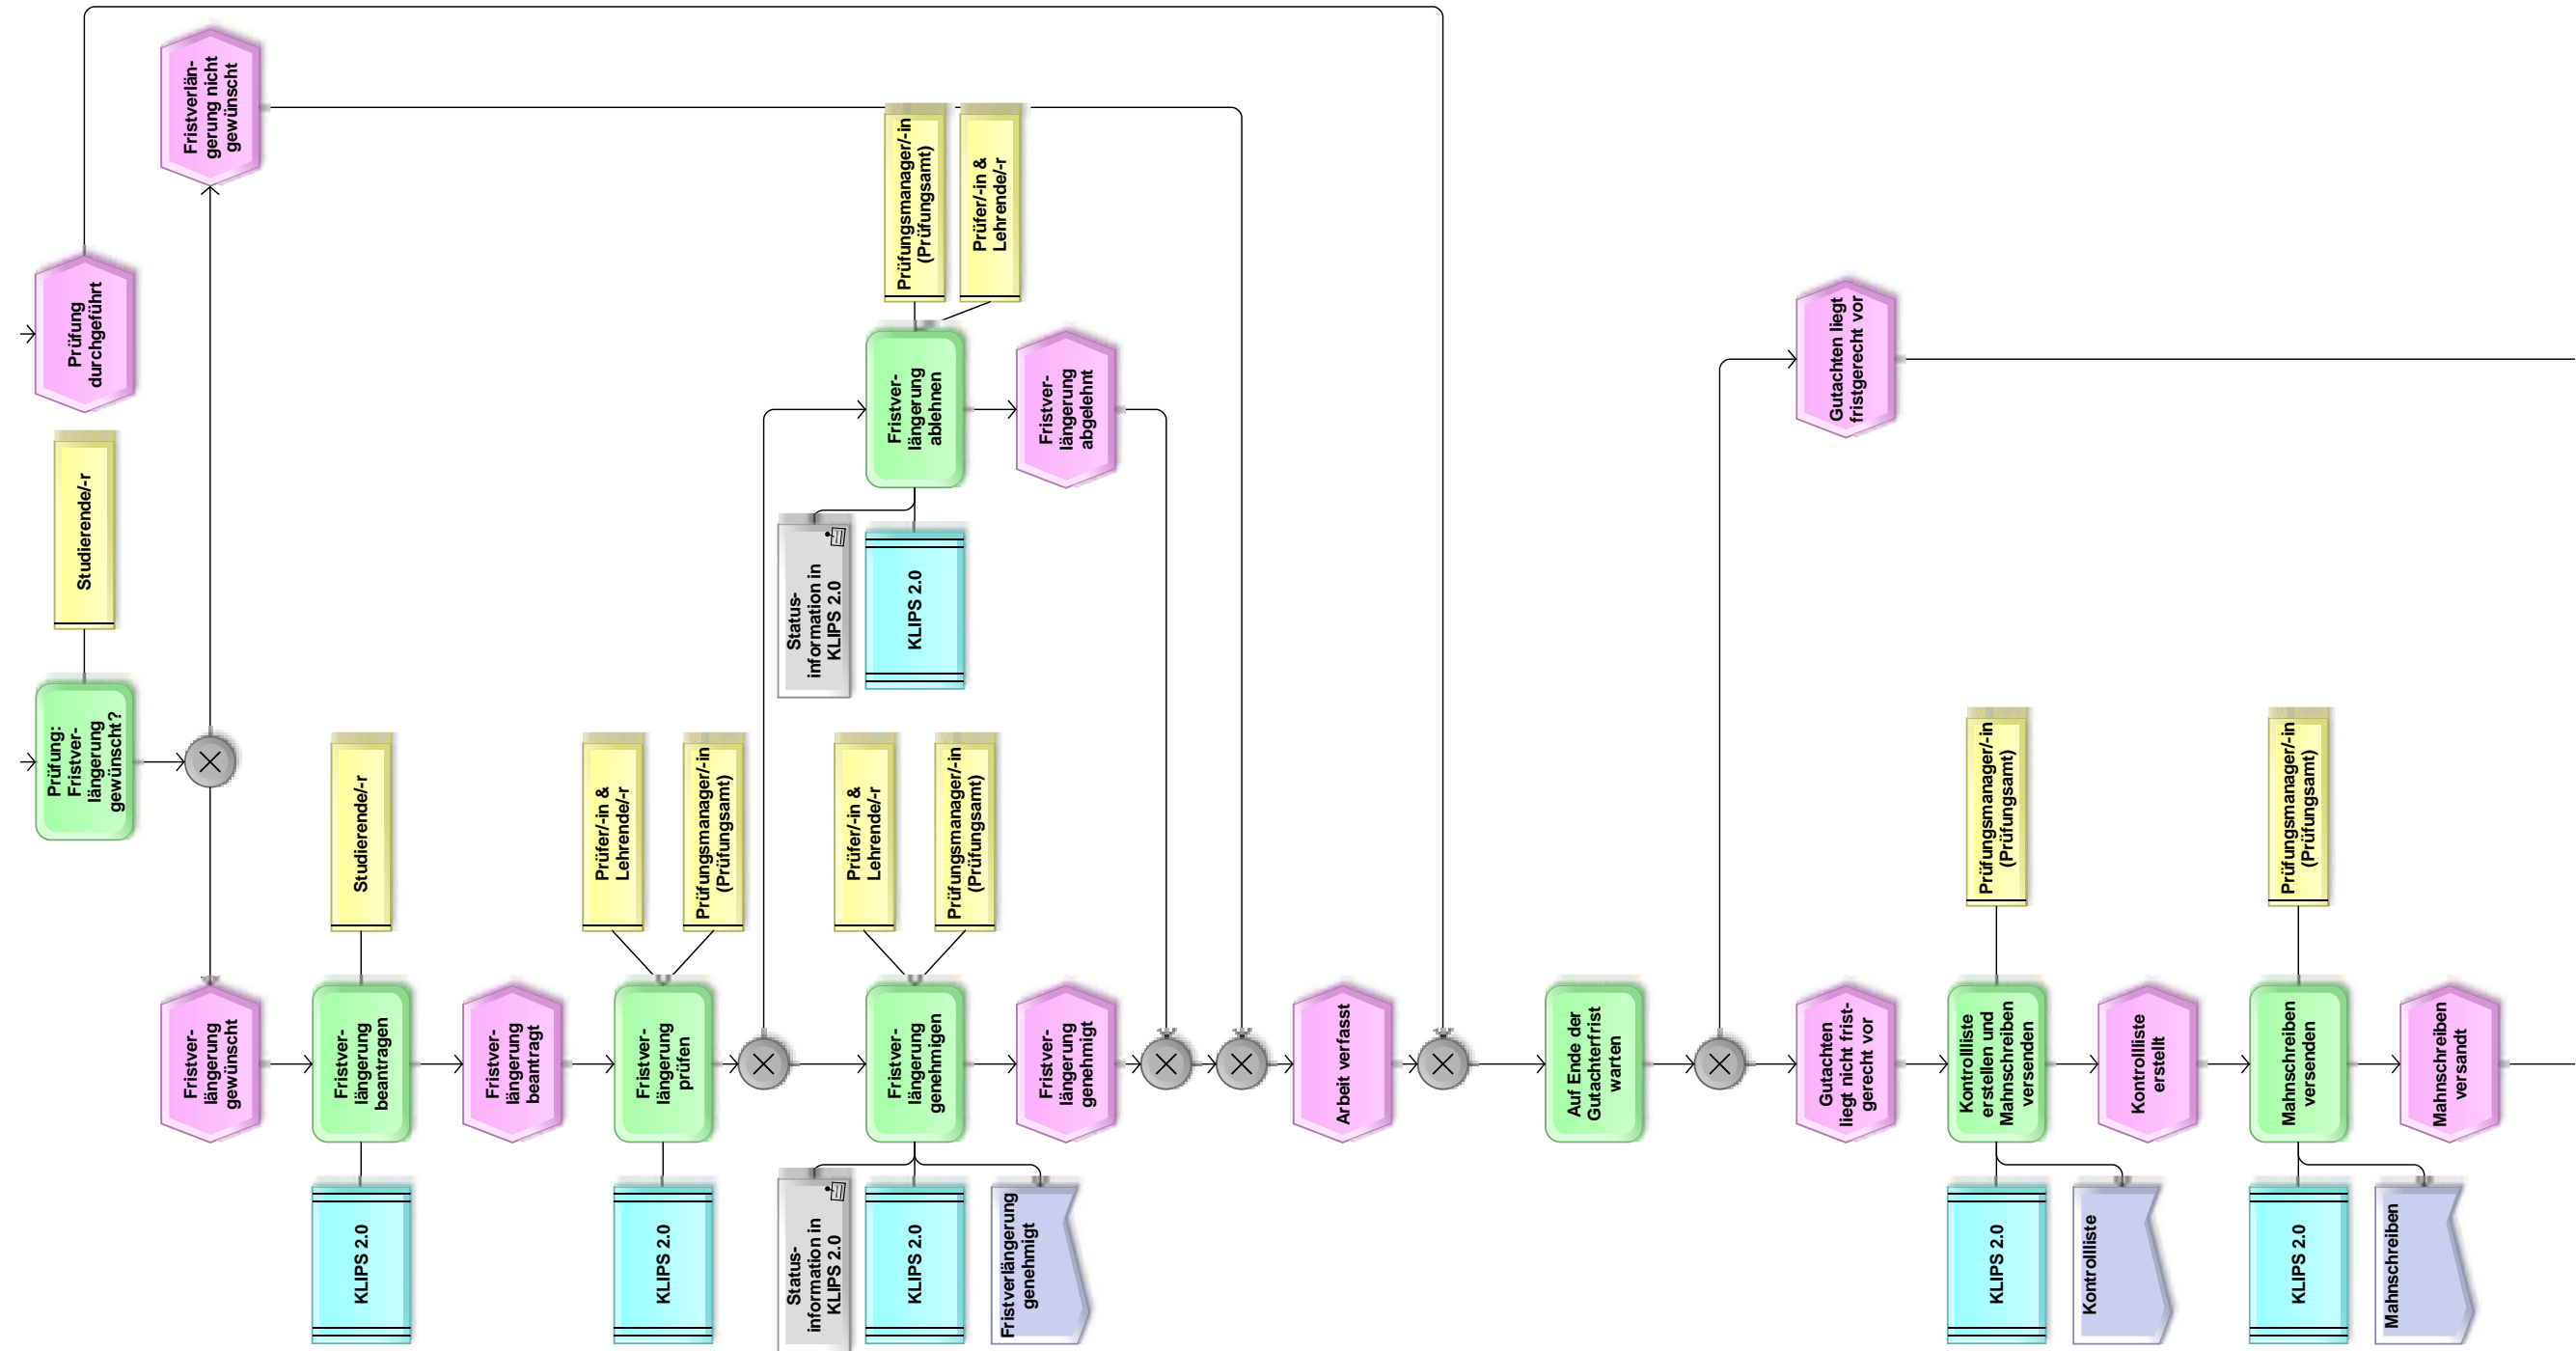 Prüfung
durchgeführt
Studierende/-r
Prüfung:
Fristver-
längerung
gewünscht?
Fristverlän-
gerung nicht
gewünscht
Fristver-
längerung
gewünscht
Studierende/-r
Fristver-
längerung
beantragen
KLIPS 2.0
Fristver-
längerung
beantragt
Prüfer/-in &
Lehrende/-r
Prüfungsmanager/-in
(Prüfungsamt)
Fristver-
längerung
prüfen
KLIPS 2.0
Prüfungsmanager/-in
(Prüfungsamt)
Prüfer/-in &
Lehrende/-r
Fristver-
längerung
ablehnen
Status-
information in
KLIPS 2.0
KLIPS 2.0
Fristver-
längerung
abgelehnt
Prüfer/-in &
Lehrende/-r
Prüfungsmanager/-in
(Prüfungsamt)
Fristver-
längerung
genehmigen
Status-
information in
KLIPS 2.0
KLIPS 2.0
Fristverlängerung
genehmigt
Fristver-
längerung
genehmigt
Arbeit verfasst
Auf Ende der
Gutachterfrist
warten
Gutachten liegt
fristgerecht vor
Gutachten
liegt nicht frist-
gerecht vor
Prüfungsmanager/-in
(Prüfungsamt)
Kontrollliste
erstellen und
Mahnschreiben
versenden
KLIPS 2.0
Kontrollliste
Kontrollliste
erstellt
Prüfungsmanager/-in
(Prüfungsamt)
Mahnschreiben
versenden
KLIPS 2.0
Mahnschreiben
Mahnschreiben
versandt